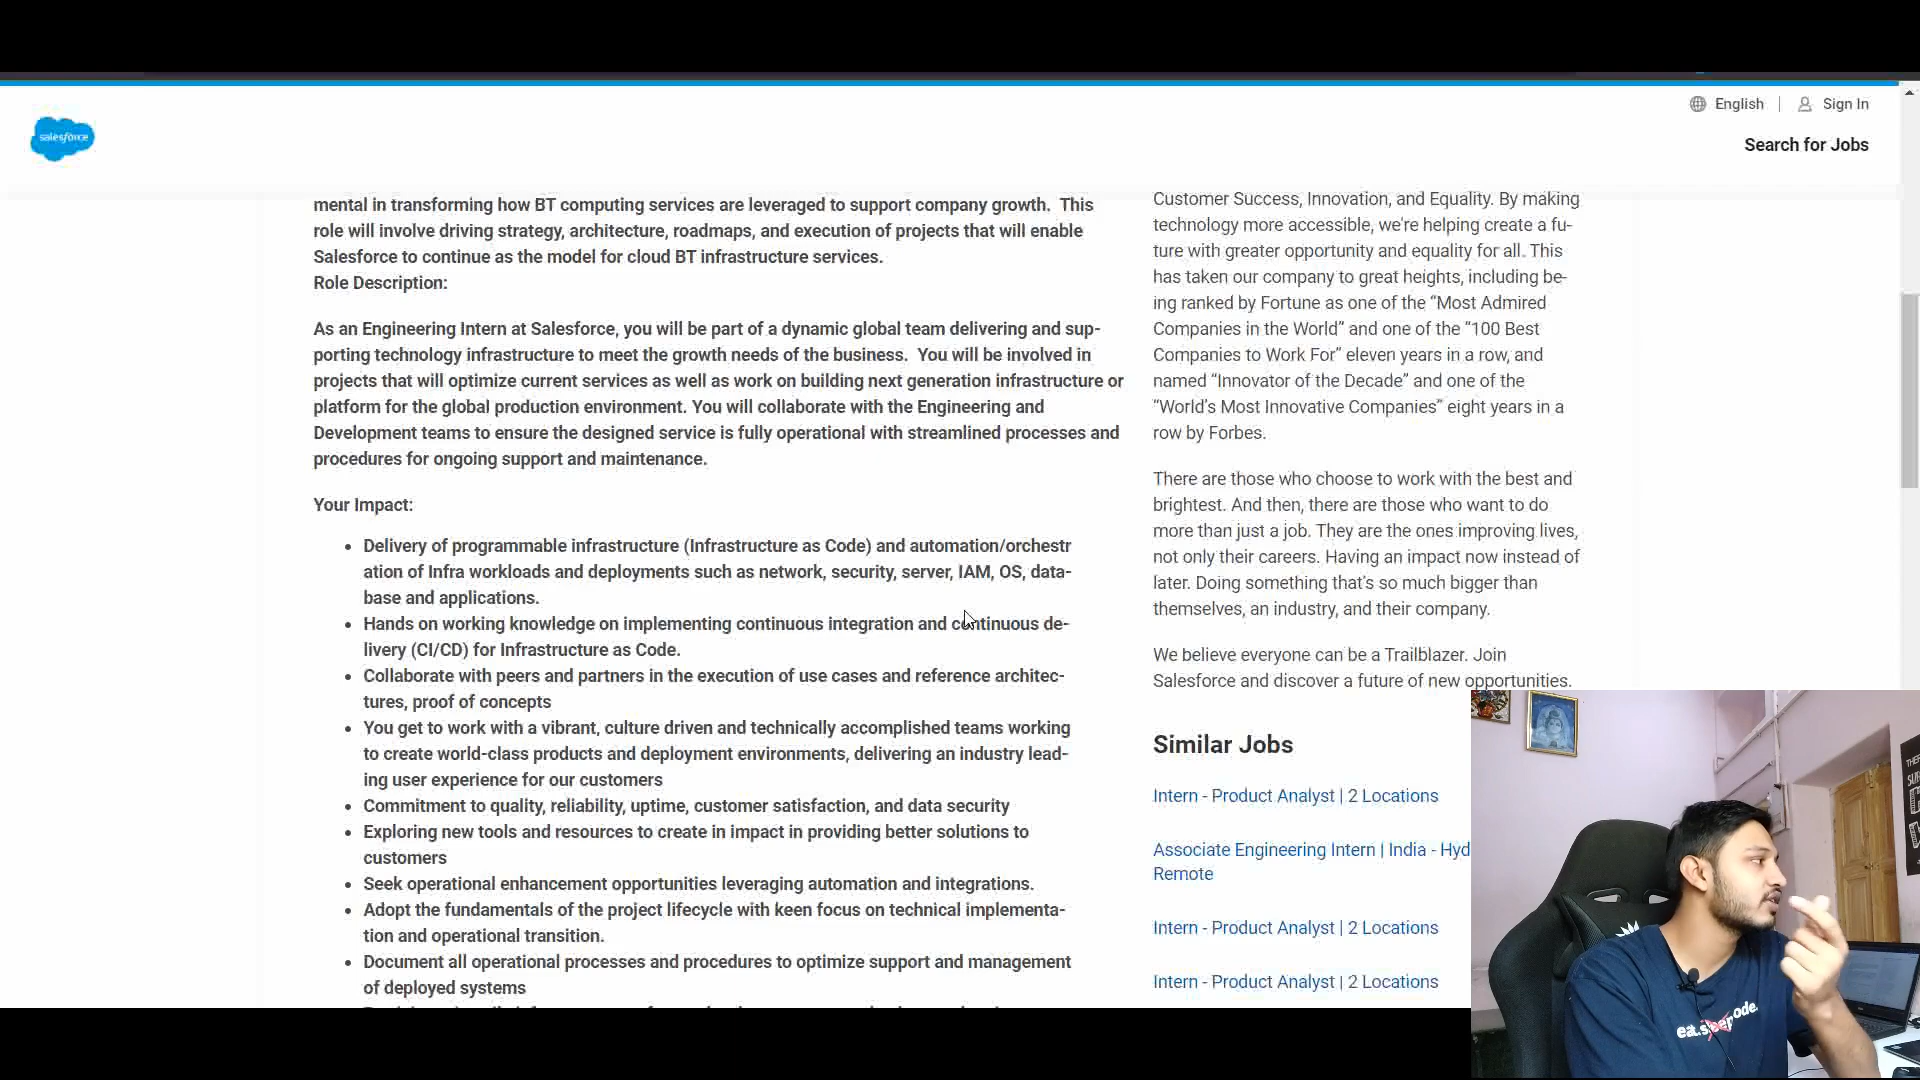 English
Sign In
salesforce
Search for Jobs
mental in transforming how BT computing services are leveraged to support company growth. This
role will involve driving strategy, architecture, roadmaps, and execution of projects that will enable
Salesforce to continue as the model for cloud BT infrastructure services.
Role Description:
As an Engineering Intern at Salesforce, you will be part of a dynamic global team delivering and sup-
porting technology infrastructure to meet the growth needs of the business. You will be involved in
projects that will optimize current services as well as work on building next generation infrastructure or
platform for the global production environment. You will collaborate with the Engineering and
Development teams to ensure the designed service is fully operational with streamlined processes and
procedures for ongoing support and maintenance.
Your Impact:
• Delivery of programmable infrastructure (Infrastructure as Code) and automation/orchestr
ation of Infra workloads and deployments such as network, security, server, IAM, OS, data-
base and applications.
• Hands on working knowledge on implementing continuous integration and continuous de-
livery (CI/CD) for Infrastructure as Code.
• Collaborate with peers and partners in the execution of use cases and reference architec-
tures, proof of concepts
• You get to work with a vibrant, culture driven and technically accomplished teams working
to create world-class products and deployment environments, delivering an industry lead-
ing user experience for our customers
• Commitment to quality, reliability, uptime, customer satisfaction, and data security
• Exploring new tools and resources to create in impact in providing better solutions to
customers
• Seek operational enhancement opportunities leveraging automation and integrations.
• Adopt the fundamentals of the project lifecycle with keen focus on technical implementa-
tion and operational transition.
• Document all operational processes and procedures to optimize support and management
of deployed systems
Customer Success, Innovation, and Equality. By making
technology more accessible, we're helping create a fu-
ture with greater opportunity and equality for all. This
has taken our company to great heights, including be-
ing ranked by Fortune as one of the “Most Admired
Companies in the World” and one of the “100 Best
Companies to Work For” eleven years in a row, and
named “Innovator of the Decade” and one of the
“World’s Most Innovative Companies” eight years in a
row by Forbes.
There are those who choose to work with the best and
brightest. And then, there are those who want to do
more than just a job. They are the ones improving lives,
not only their careers. Having an impact now instead of
later. Doing something that's so much bigger than
themselves, an industry, and their company.
We believe everyone can be a Trailblazer. Join
Salesforce and discover a future of new opportunities.
Similar Jobs
Intern - Product Analyst | 2 Locations
Associate Engineering Intern | India - Hyd
Remote
Intern - Product Analyst | 2 Locations
Intern - Product Analyst | 2 Locations
eat.sleep code.